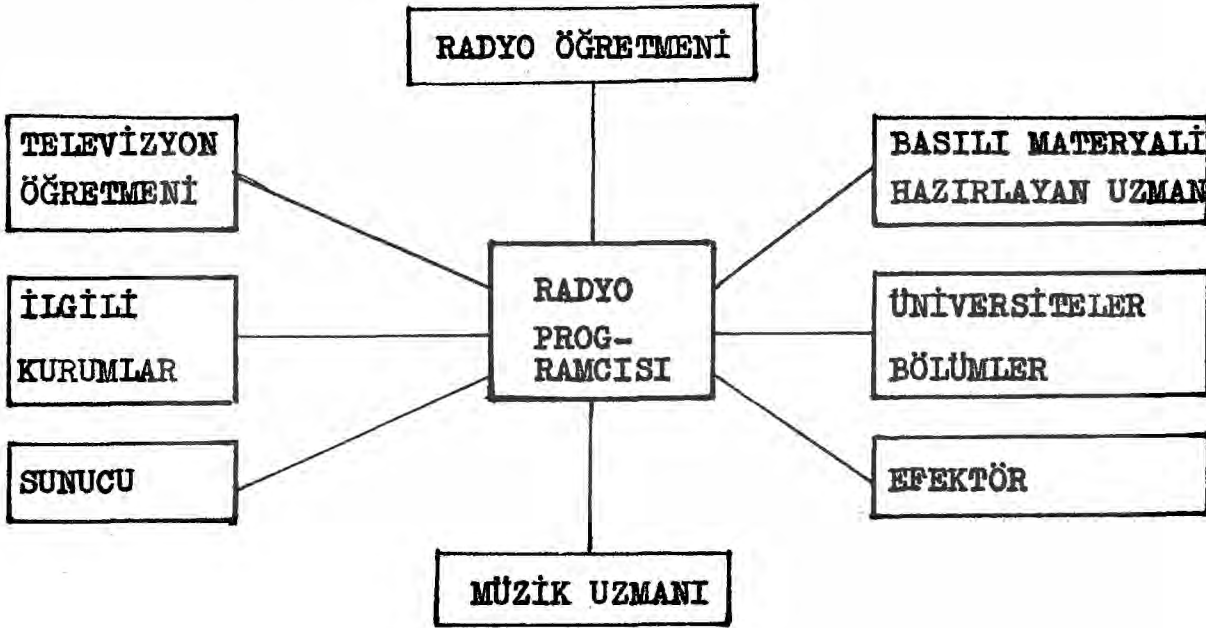 RADYO ÖĞRETMENİ
TELEVİZYON
ÖĞRETMENİ
BASILI MATERYALİ
HAZIRLAYAN UZMAN
İLGİLİ
KURUMLAR
RADYO
PROG-
RAMCISI
ÜNİVERSİTELER
BÖLÜMLER
SUNUCU
EFEKTÖR
MÜZİK UZMANI